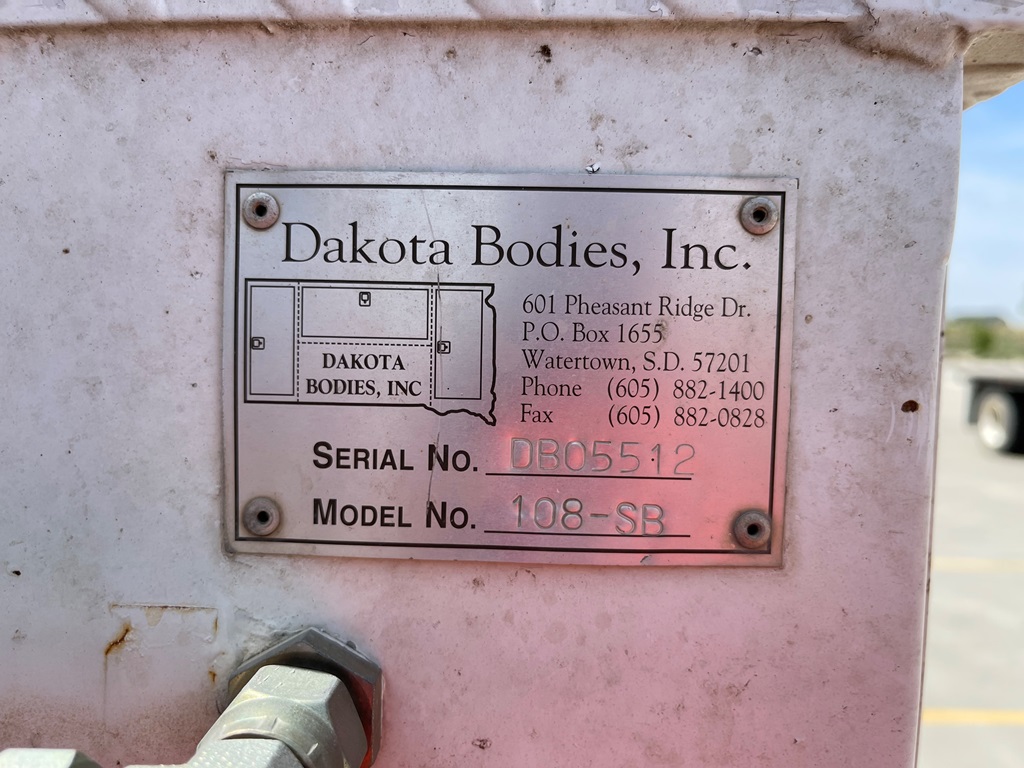 Dakota Bodies, Inc.
DAKOTA
BODIES, INC
601 Pheasant Ridge Dr.
P.O. Box 1655
Watertown, S.D. 57201
Phone (605) 882-1400
Fax (605) 882-0828
SERIAL NO. DB05512
MODEL NO. 108-SB